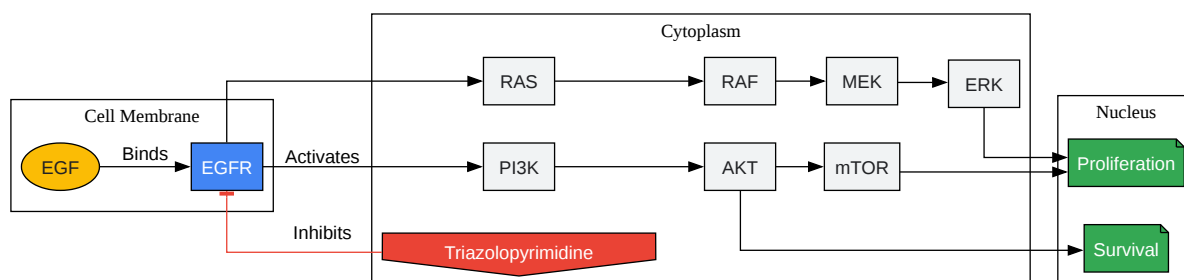 Cytoplasm
RAS
RAF
MEK
ERK
Cell Membrane
Nucleus
EGF
Binds
EGFR
Activates
PI3K
AKT
mTOR
Proliferation
Inhibits
Triazolopyrimidine
Survival